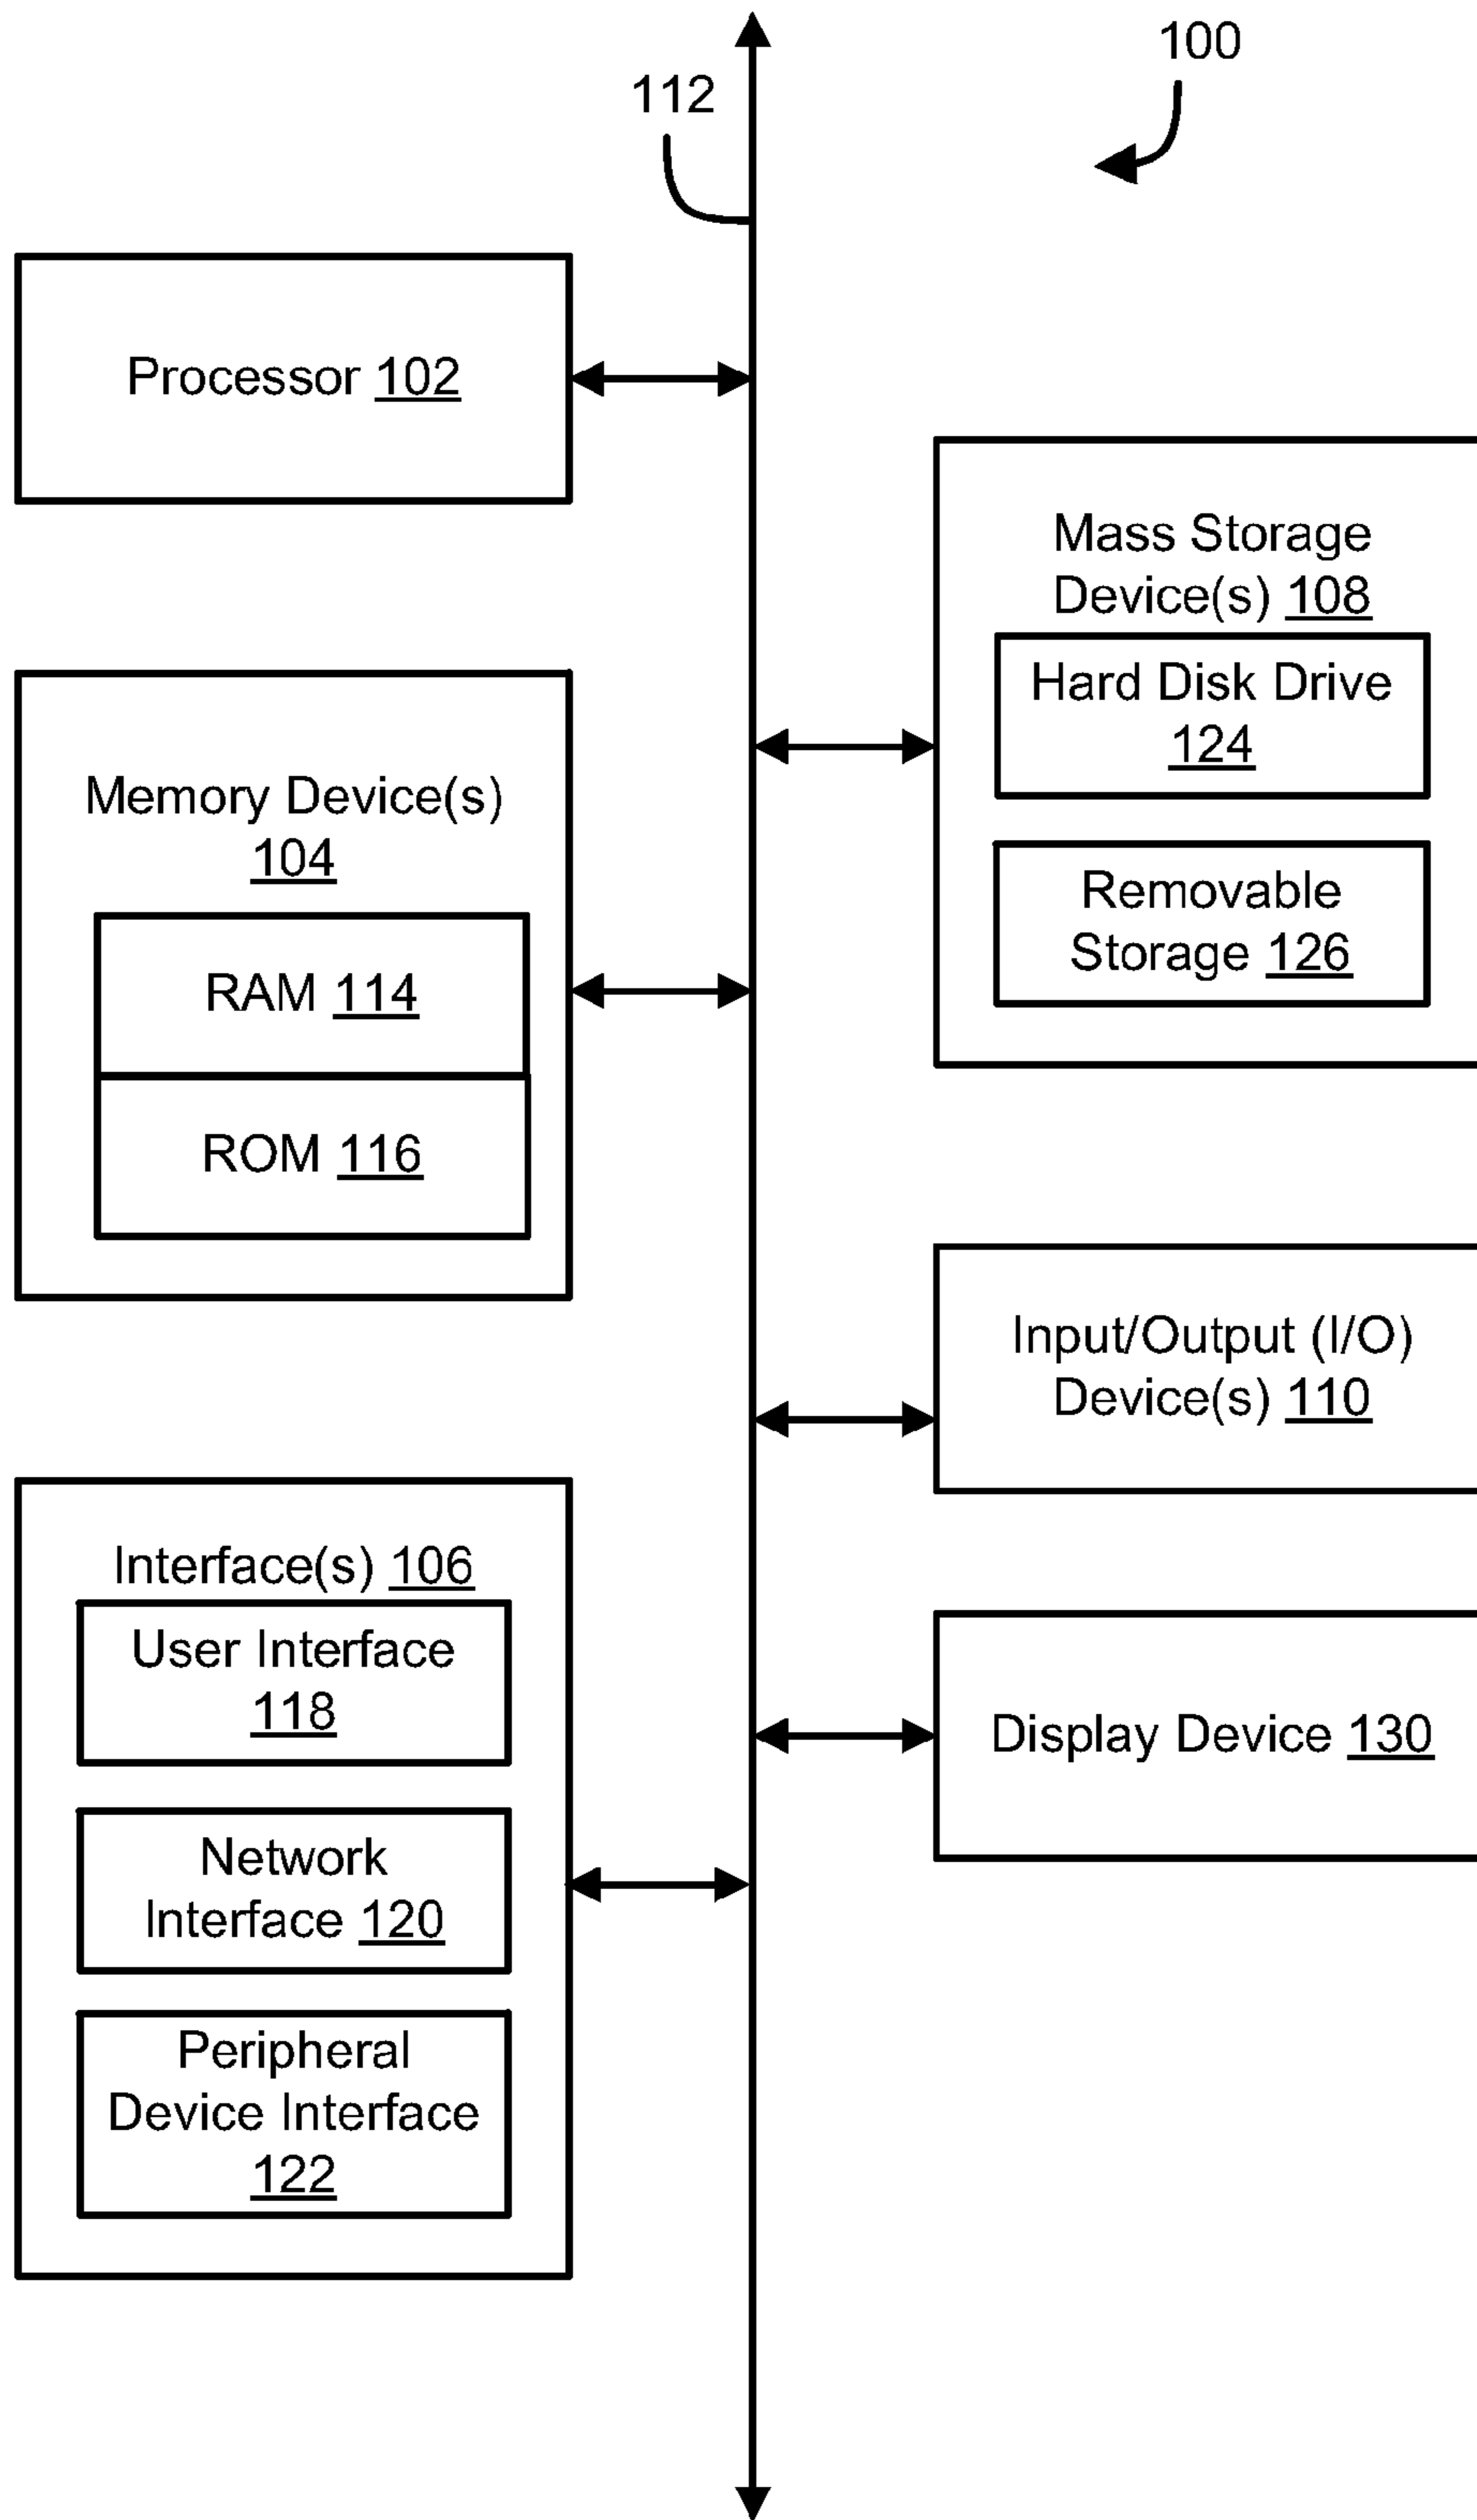 100
112
Processor 102
Mass Storage
Device(s) 108
Hard Disk Drive
124
Removable
Storage 126
Memory Device(s)
104
RAM 114
ROM 116
Input/Output (I/O)
Device(s) 110
Interface(s) 106
User Interface
118
Network
Interface 120
Peripheral
Device Interface
122
Display Device 130